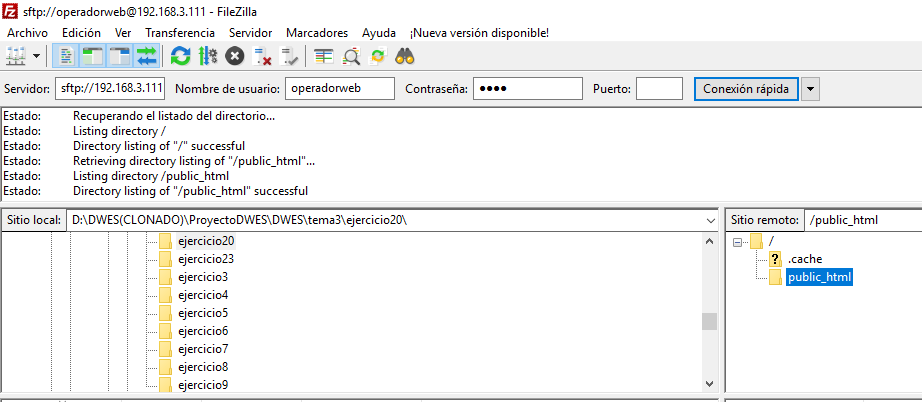 Fz sftp://operadorweb@192.168.3.111 - FileZilla
Archivo Edición Ver Transferencia Servidor Marcadores Ayuda ¡Nueva versión disponible!
Servidor: sftp://192.168.3.111 Nombre de usuario: operadorweb Contraseña: ●●●● Puerto: Conexión rápida
Estado: Recuperando el listado del directorio...
Estado: Listing directory /
Estado: Directory listing of "/" successful
Estado: Retrieving directory listing of "/public_html"...
Estado: Listing directory /public_html
Estado: Directory listing of "/public_html" successful
Sitio local: D:\DWES(CLONADO)\ProyectoDWES\DWES\tema3\ejercicio20\
ejercicio20
ejercicio23
ejercicio3
ejercicio4
ejercicio5
ejercicio6
ejercicio7
ejercicio8
ejercicio9
Sitio remoto: /public_html
/
? .cache
public_html